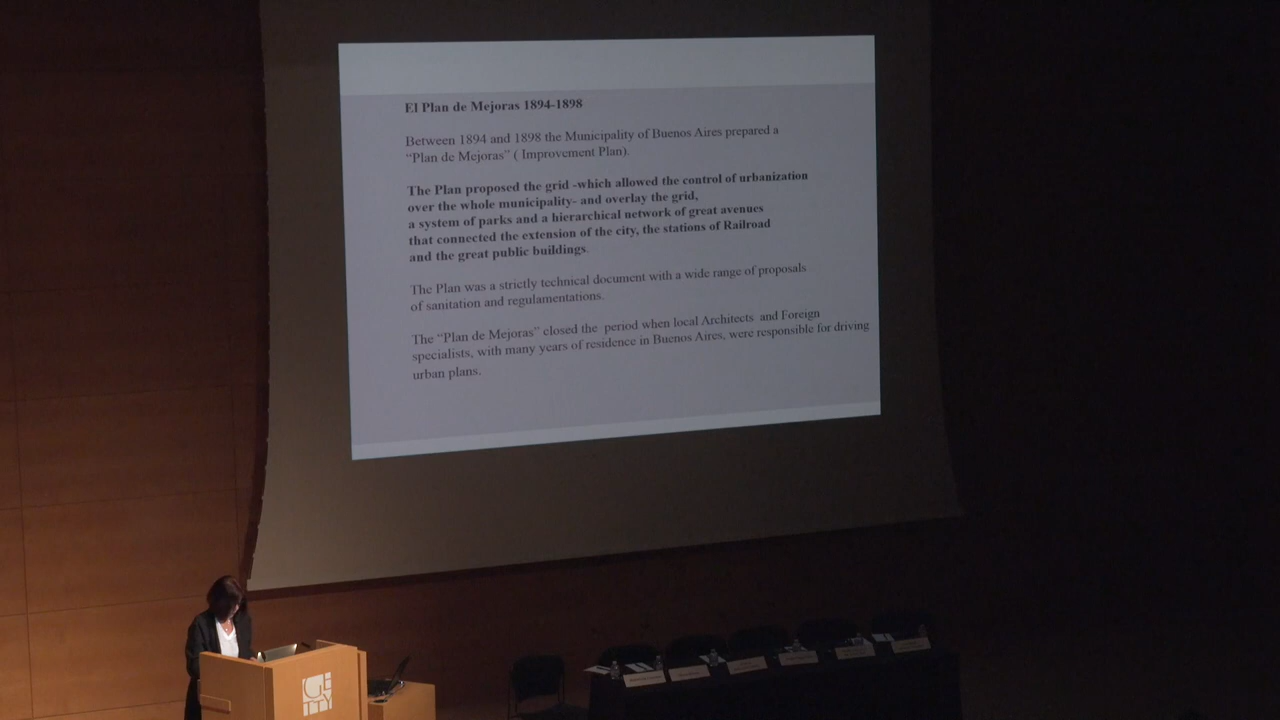 El Plan de Mejoras 1894-1898
Between 1894 and 1898 the Municipality of Buenos Aires prepared a
“Plan de Mejoras” ( Improvement Plan).
The Plan proposed the grid -which allowed the control of urbanization
over the whole municipality- and overlay the grid,
a system of parks and a hierarchical network of great avenues
that connected the extension of the city, the stations of Railroad
and the great public buildings.
The Plan was a strictly technical document with a wide range of proposals
of sanitation and regulamentations.
The “Plan de Mejoras” closed the period when local Architects and Foreign
specialists, with many years of residence in Buenos Aires, were responsible for driving
urban plans.
GE
TTY